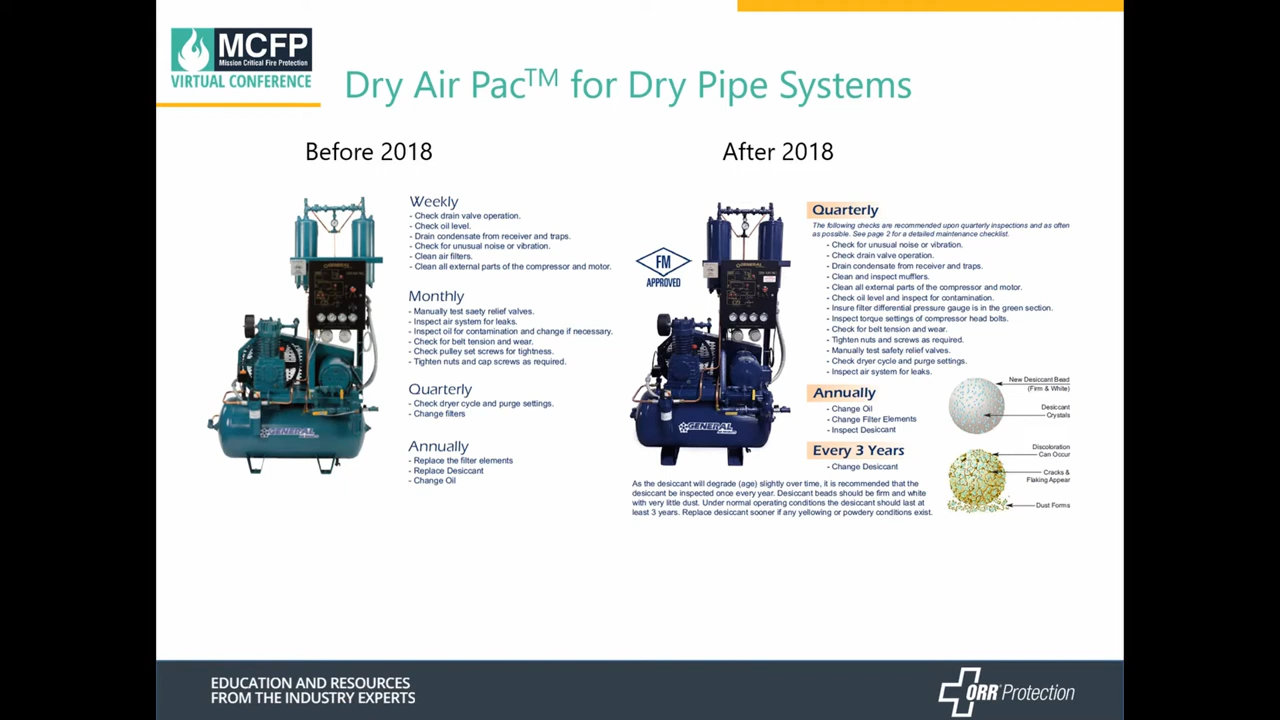 MCFP
Mission Critical Fire Protection
VIRTUAL CONFERENCE
Dry Air Pac™ for Dry Pipe Systems
Before 2018
Weekly
- Check drain valve operation.
- Check oil level.
- Drain condensate from receiver and traps.
- Check for unusual noise or vibration.
- Clean air filters.
- Clean all external parts of the compressor and motor.
Monthly
- Manually test saety relief valves.
- Inspect air system for leaks.
- Inspect oil for contamination and change if necessary.
- Check for belt tension and wear.
- Check pulley set screws for tightness.
- Tighten nuts and cap screws as required.
Quarterly
- Check dryer cycle and purge settings.
- Change filters
Annually
- Replace the filter elements
- Replace Desiccant
- Change Oil
GENERAL
After 2018
FM
APPROVED
GENERAL
Quarterly
The following checks are recommended upon quarterly inspections and as often
as possible. See page 2 for a detailed maintenance checklist.
- Check for unusual noise or vibration.
- Check drain valve operation.
- Drain condensate from receiver and traps.
- Clean and inspect mufflers.
- Clean all external parts of the compressor and motor.
- Check oil level and inspect for contamination.
- Insure filter differential pressure gauge is in the green section.
- Inspect torque settings of compressor head bolts.
- Check for belt tension and wear.
- Tighten nuts and screws as required.
- Manually test safety relief valves.
- Check dryer cycle and purge settings.
- Inspect air system for leaks.
Annually
- Change Oil
- Change Filter Elements
- Inspect Desiccant
Every 3 Years
- Change Desiccant
New Desiccant Bead
(Firm & White)
Desiccant
Crystals
Discoloration
Can Occur
Cracks &
Flaking Appear
Dust Forms
As the desiccant will degrade (age) slightly over time, it is recommended that the
desiccant be inspected once every year. Desiccant beads should be firm and white
with very little dust. Under normal operating conditions the desiccant should last at
least 3 years. Replace desiccant sooner if any yellowing or powdery conditions exist.
EDUCATION AND RESOURCES
FROM THE INDUSTRY EXPERTS
ORR Protection